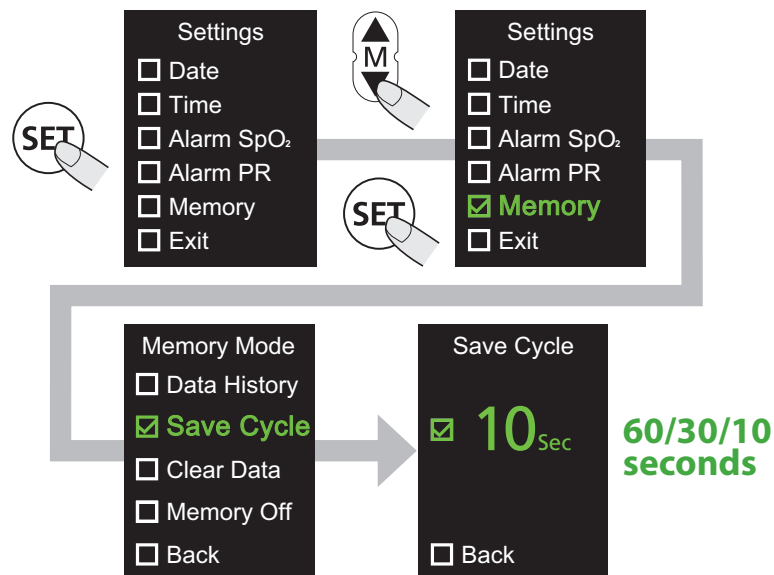 SET
Settings
Date
Time
Alarm SpO₂
Alarm PR
Memory
Exit
M
SET
Settings
Date
Time
Alarm SpO₂
Alarm PR
Memory
Exit
Memory Mode
Data History
Save Cycle
Clear Data
Memory Off
Back
Save Cycle
10 Sec
Back
60/30/10
seconds